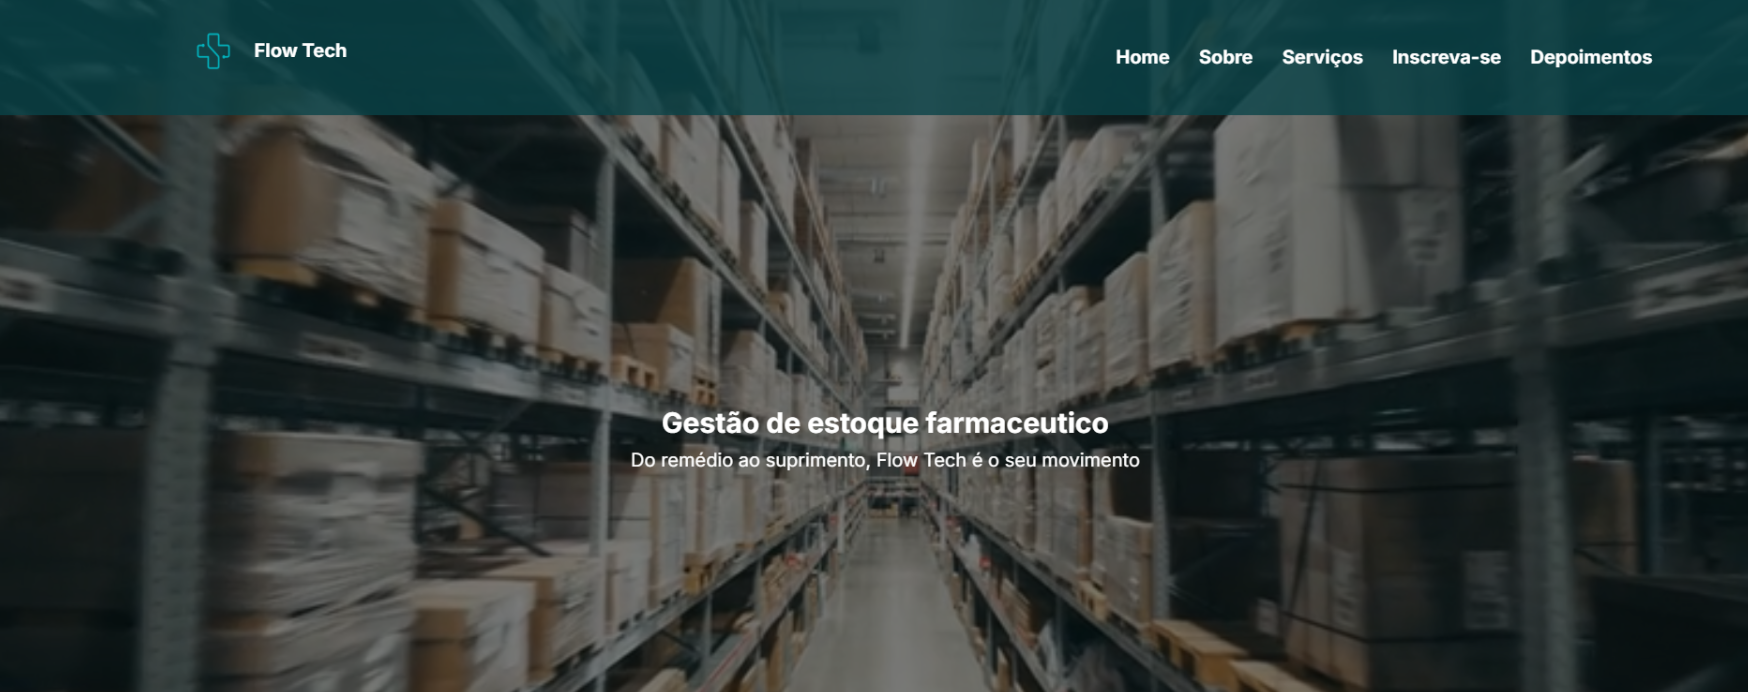 Flow Tech
Home Sobre Serviços Inscreva-se Depoimentos
Gestão de estoque farmaceutico
Do remédio ao suprimento, Flow Tech é o seu movimento